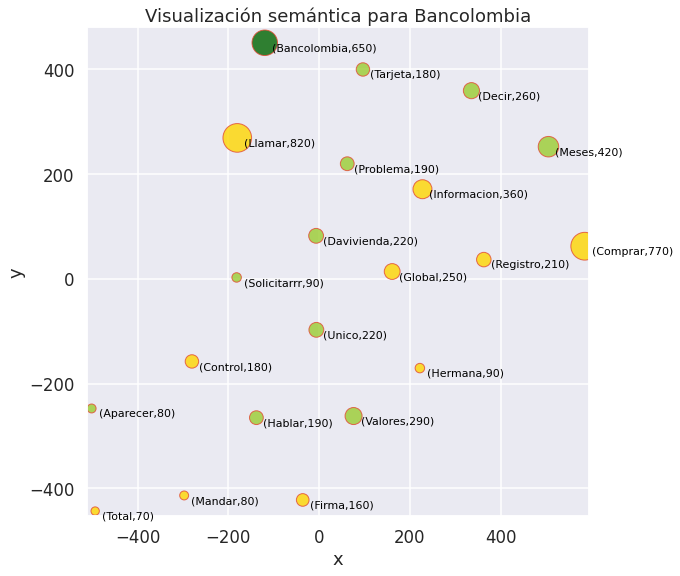 Visualización semántica para Bancolombia
(Bancolombia,650)
(Tarjeta,180)
(Decir,260)
(Llamar,820)
(Meses,420)
(Problema,190)
(Informacion,360)
(Davivienda,220)
(Comprar,770)
(Registro,210)
(Global,250)
(Solicitarrr,90)
(Unico,220)
(Control,180)
(Hermana,90)
(Aparecer,80)
(Hablar,190)
(Valores,290)
(Mandar,80)
(Firma,160)
(Total,70)
400
200
0
−200
−400
y
−400 −200 0 200 400
x